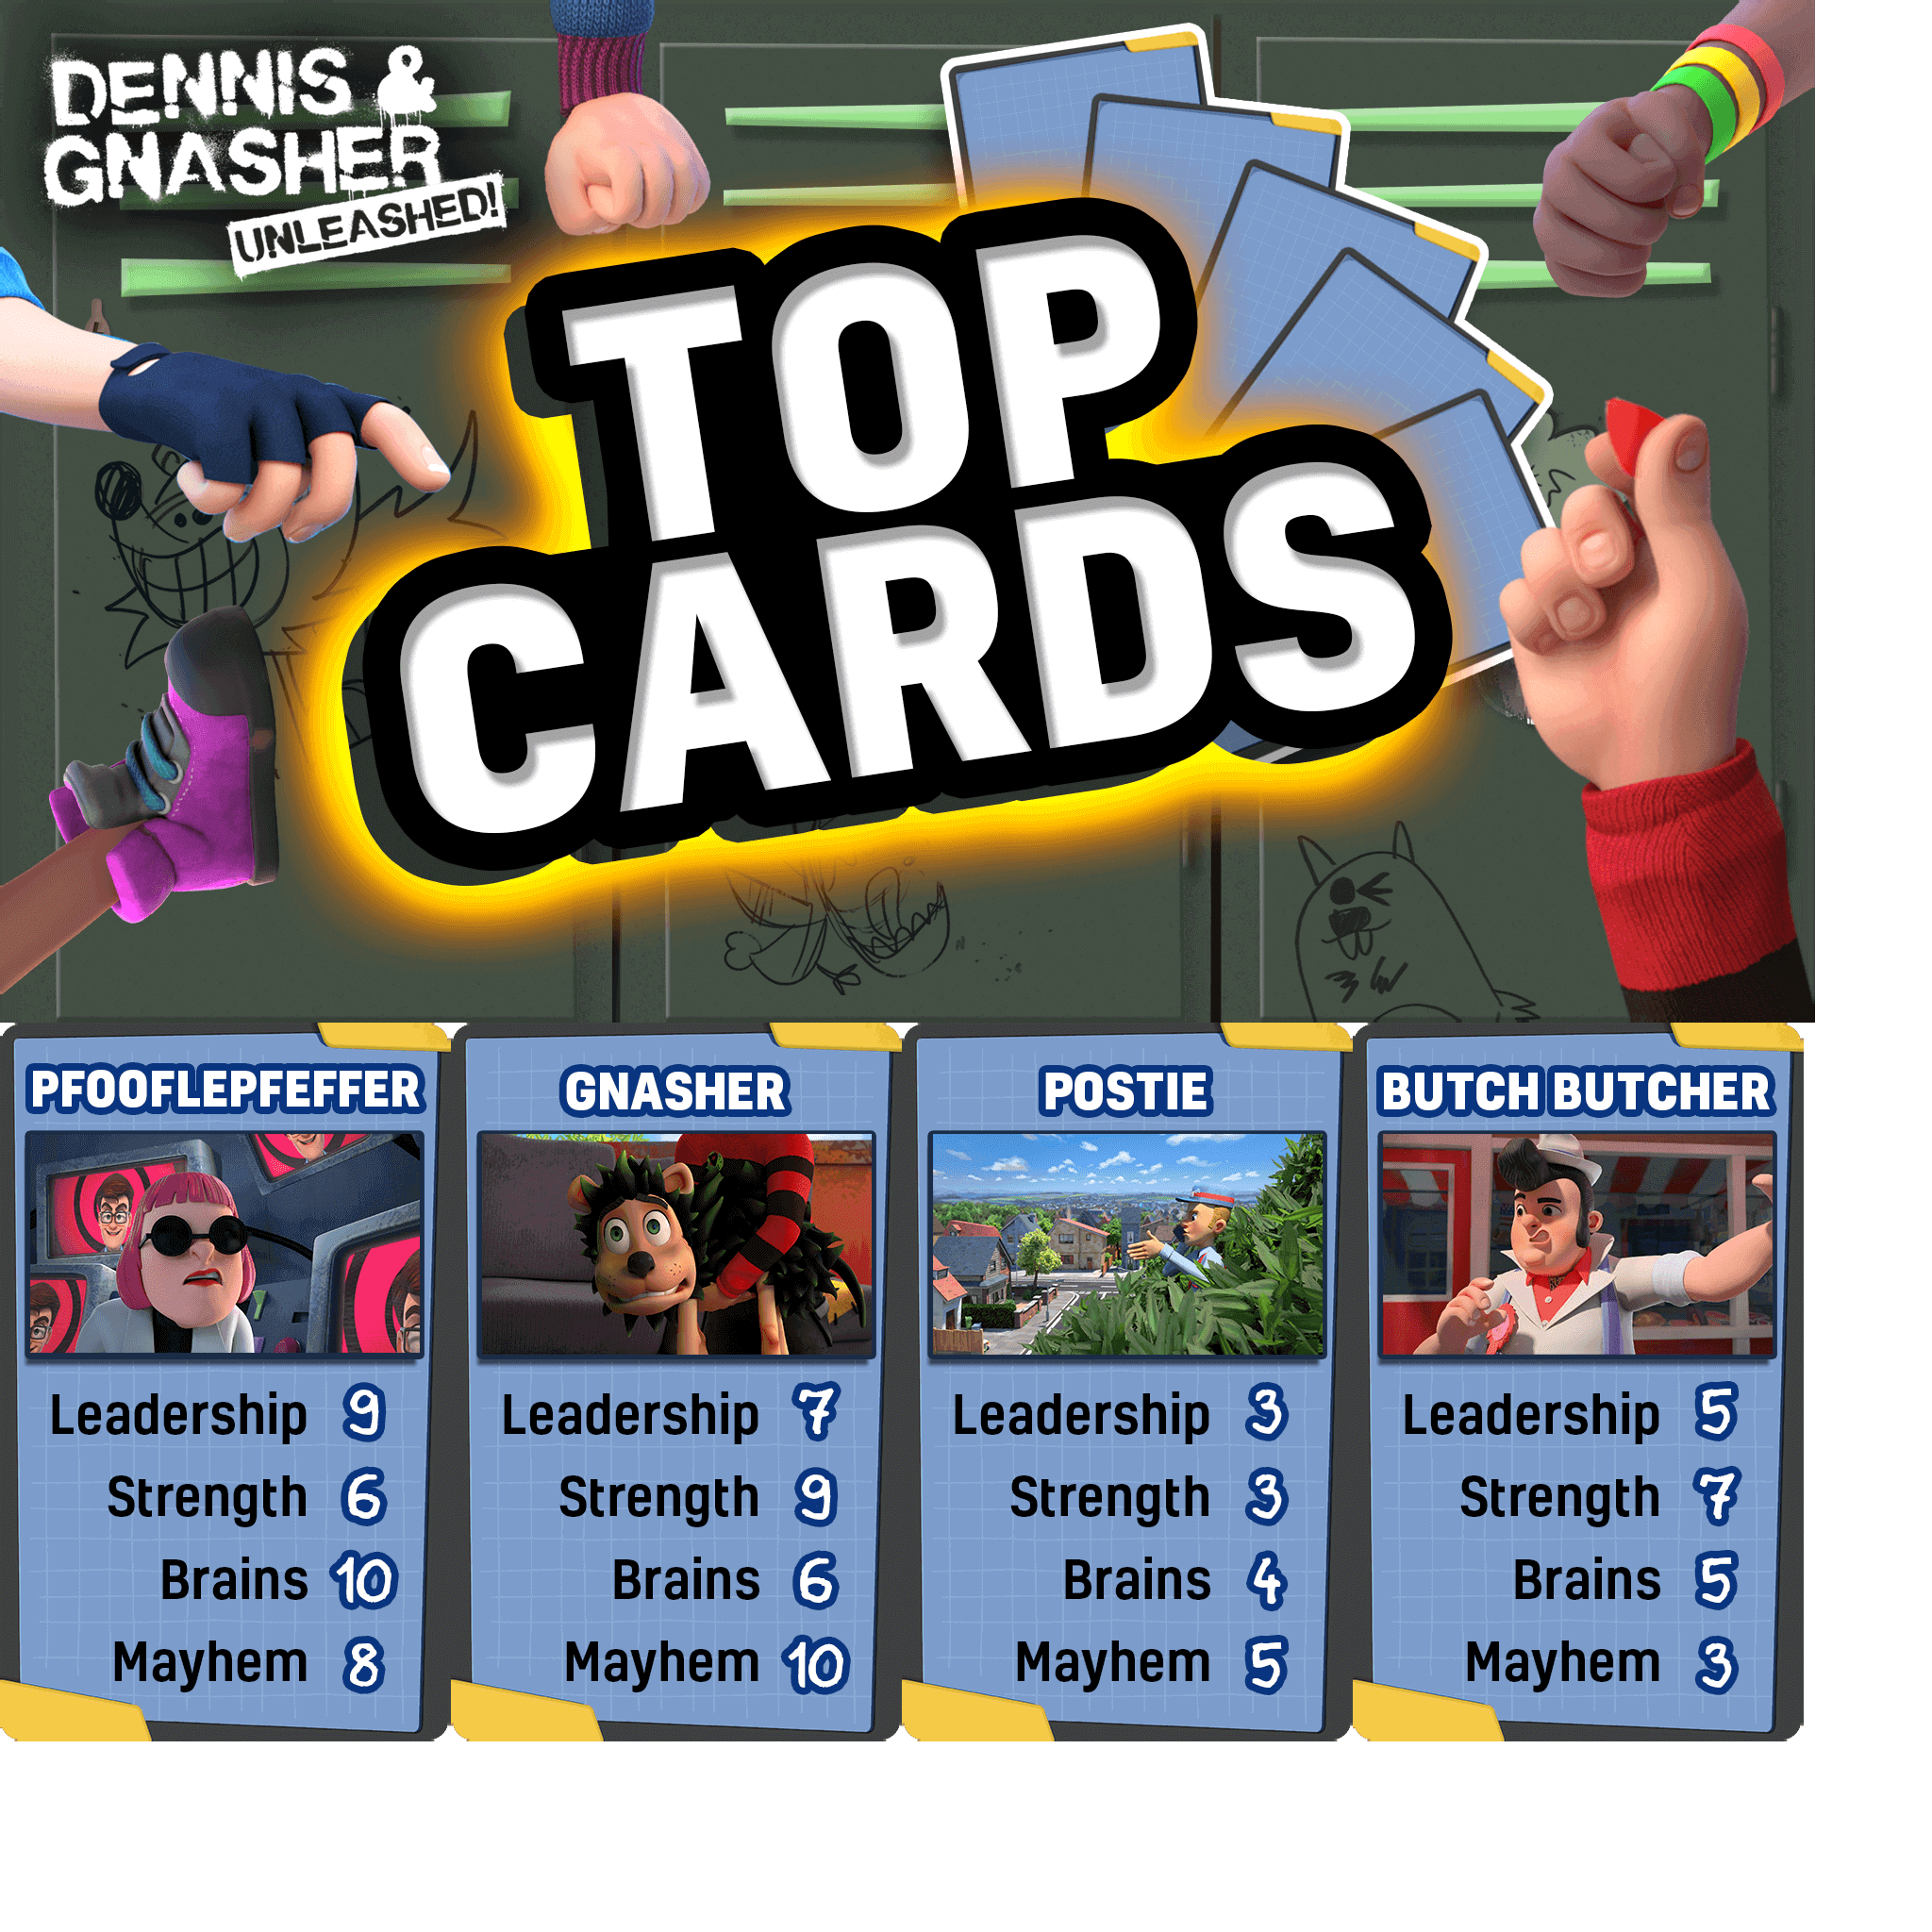 DENNIS &
GNASHER
UNLEASHED!
TOP
CARDS
PFOOFLEPFEFFER
Leadership 9
Strength 6
Brains 10
Mayhem 8
GNASHER
Leadership 7
Strength 9
Brains 6
Mayhem 10
POSTIE
Leadership 3
Strength 3
Brains 4
Mayhem 5
BUTCH BUTCHER
Leadership 5
Strength 7
Brains 5
Mayhem 3